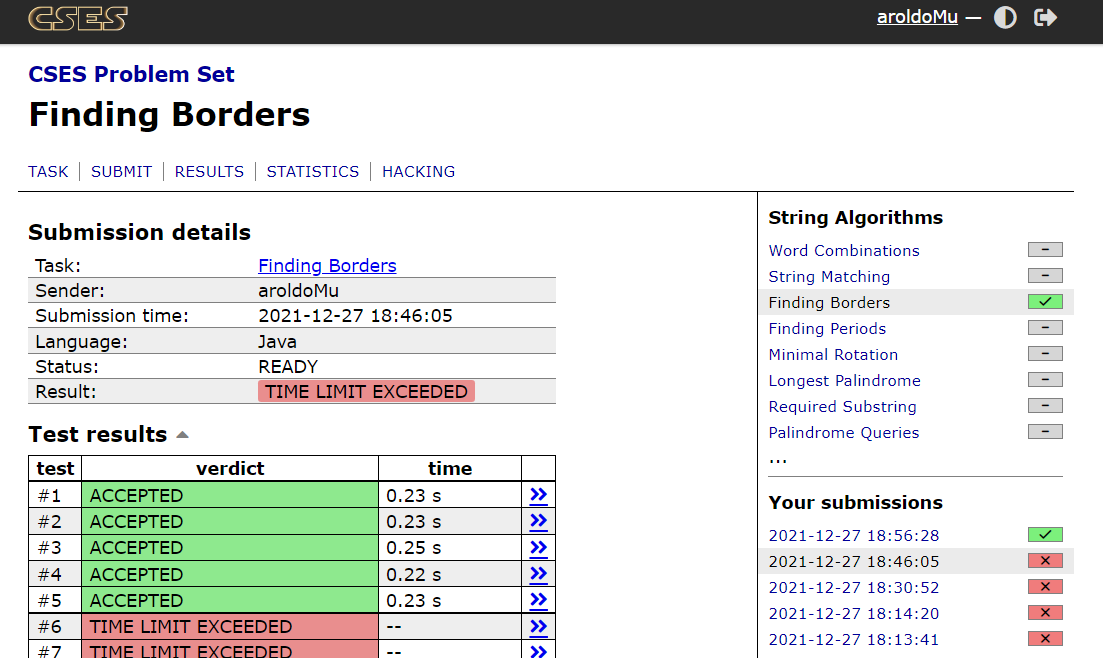 CSES
aroldoMu —
CSES Problem Set
Finding Borders
TASK | SUBMIT | RESULTS | STATISTICS | HACKING
Submission details
Task: Finding Borders
Sender: aroldoMu
Submission time: 2021-12-27 18:46:05
Language: Java
Status: READY
Result: TIME LIMIT EXCEEDED
Test results
test verdict time
#1 ACCEPTED 0.23 s »
#2 ACCEPTED 0.23 s »
#3 ACCEPTED 0.25 s »
#4 ACCEPTED 0.22 s »
#5 ACCEPTED 0.23 s »
#6 TIME LIMIT EXCEEDED -- »
#7 TIME LIMIT EXCEEDED -- »
String Algorithms
Word Combinations –
String Matching –
Finding Borders ✓
Finding Periods –
Minimal Rotation –
Longest Palindrome –
Required Substring –
Palindrome Queries –
...
Your submissions
2021-12-27 18:56:28 ✓
2021-12-27 18:46:05 ✕
2021-12-27 18:30:52 ✕
2021-12-27 18:14:20 ✕
2021-12-27 18:13:41 ✕